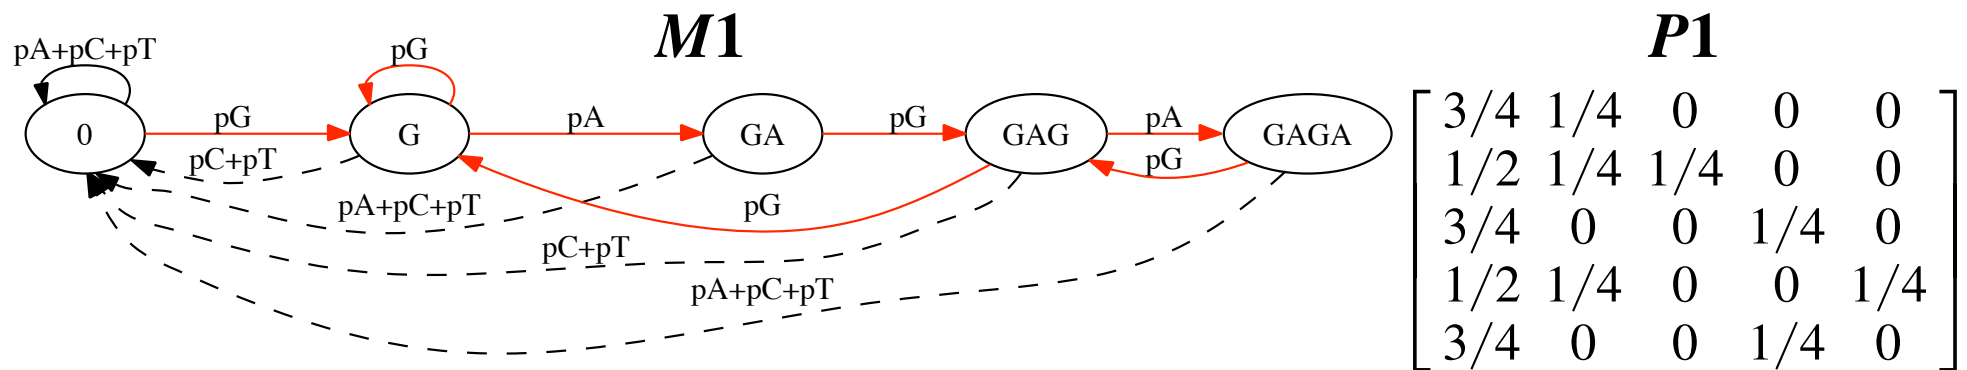 M1
P1
pA+pC+pT
pG
pG
pA
pG
pA
0
G
GA
GAG
GAGA
pC+pT
pG
pA+pC+pT
pG
pC+pT
pA+pC+pT
3/4 1/4 0 0 0
1/2 1/4 1/4 0 0
3/4 0 0 1/4 0
1/2 1/4 0 0 1/4
3/4 0 0 1/4 0